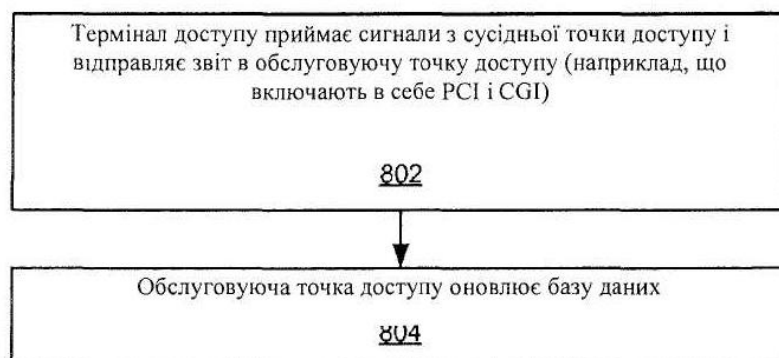 Термінал доступу приймає сигнали з сусідньої точки доступу і
відправляє звіт в обслуговуючу точку доступу (наприклад, що
включають в себе PCI і CGI)
802
Обслуговуюча точка доступу оновлює базу даних
804